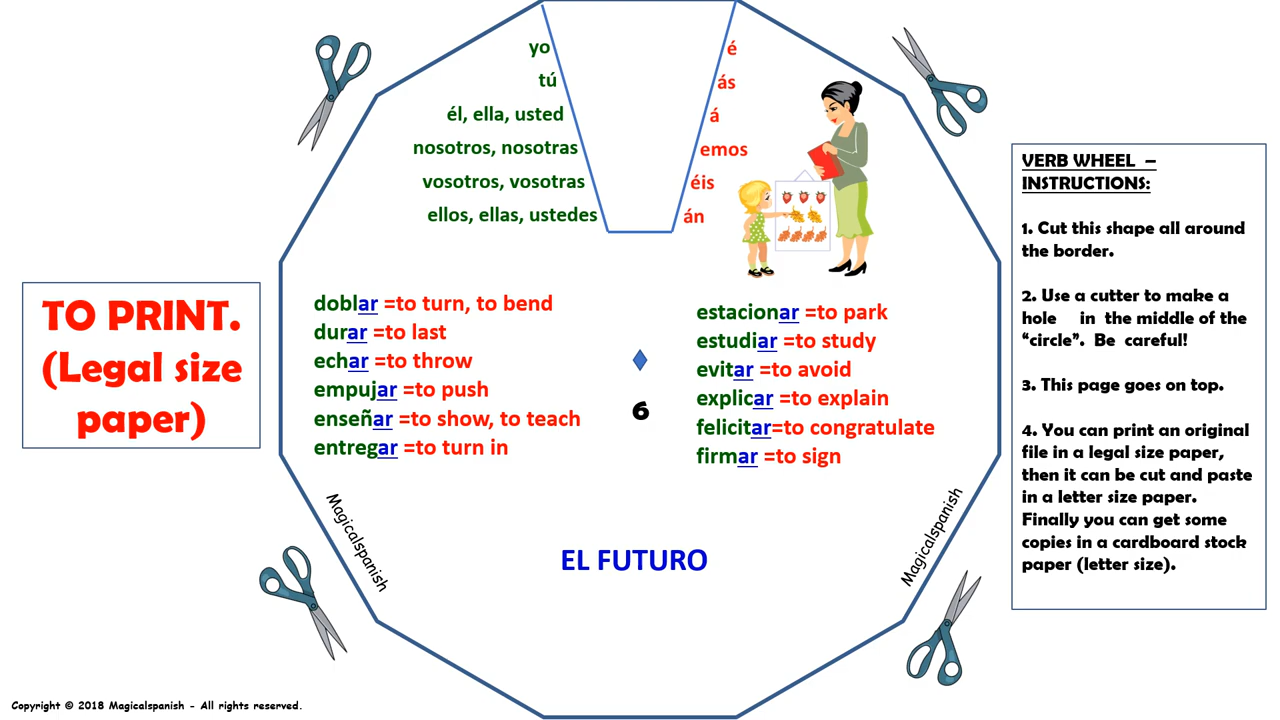 yo é
tú ás
él, ella, usted á
nosotros, nosotras emos
vosotros, vosotras éis
ellos, ellas, ustedes án
TO PRINT.
(Legal size
paper)
doblar =to turn, to bend
durar =to last
echar =to throw
empujar =to push
enseñar =to show, to teach
entregar =to turn in
6
estacionar =to park
estudiar =to study
evitar =to avoid
explicar =to explain
felicitar=to congratulate
firmar =to sign
Magicalspanish
EL FUTURO
Magicalspanish
VERB WHEEL –
INSTRUCTIONS:
1. Cut this shape all around
the border.
2. Use a cutter to make a
hole in the middle of the
“circle”. Be careful!
3. This page goes on top.
4. You can print an original
file in a legal size paper,
then it can be cut and paste
in a letter size paper.
Finally you can get some
copies in a cardboard stock
paper (letter size).
Copyright © 2018 Magicalspanish - All rights reserved.